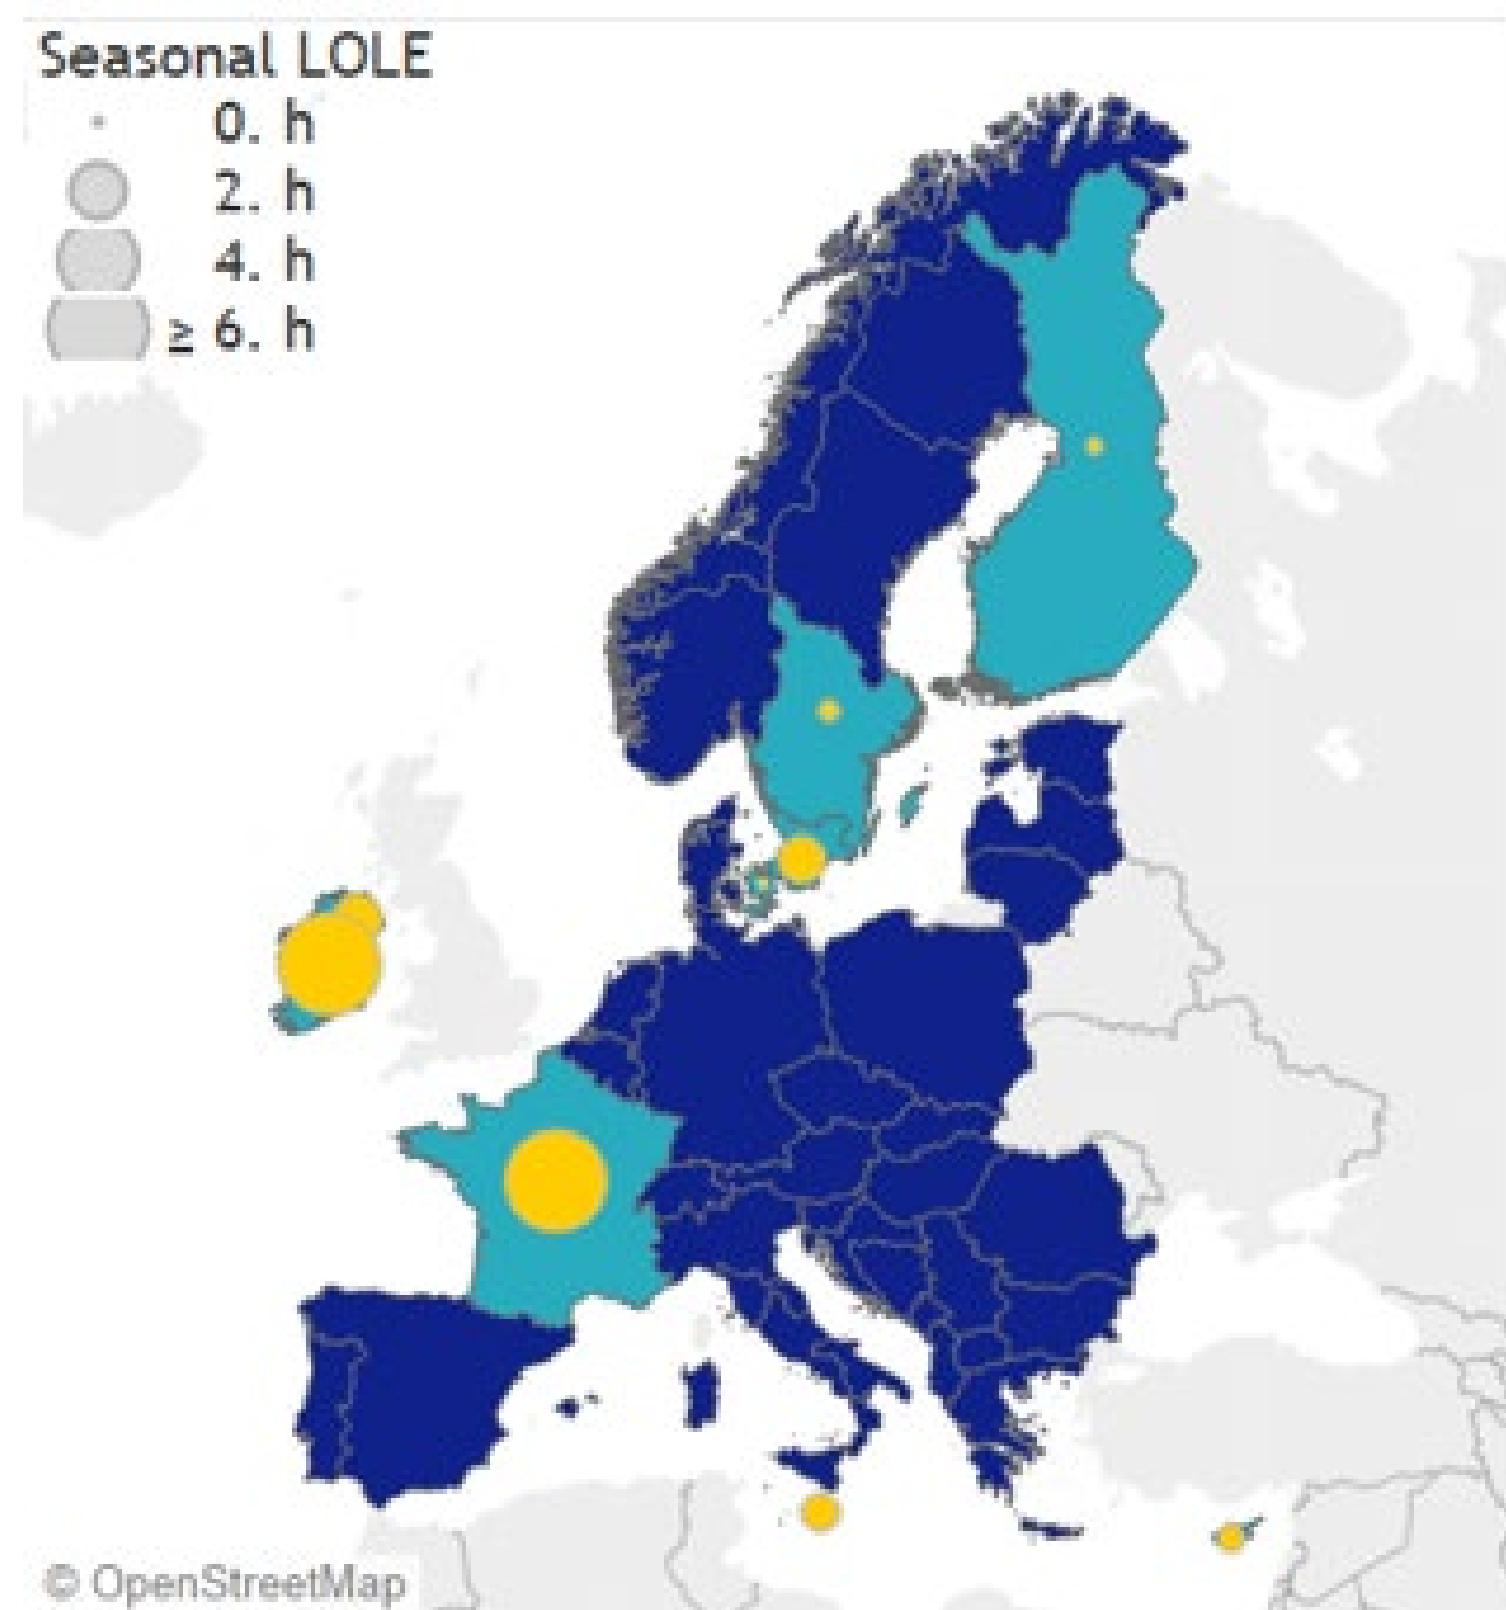 Seasonal LOLE
0. h
2. h
4. h
≥ 6. h
© OpenStreetMap